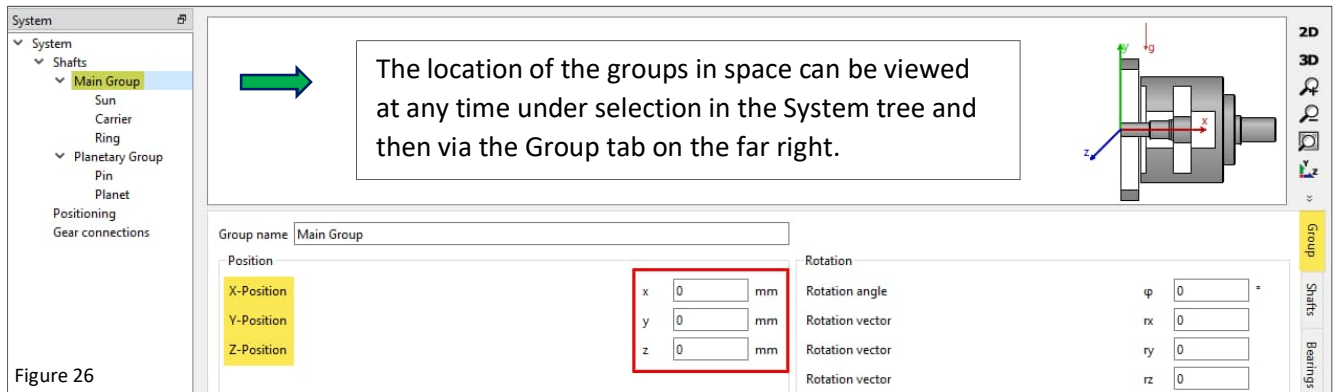 System
System
Shafts
Main Group
Sun
Carrier
Ring
Planetary Group
Pin
Planet
Positioning
Gear connections
Figure 26
The location of the groups in space can be viewed
at any time under selection in the System tree and
then via the Group tab on the far right.
y g
x
z
2D
3D
Y
z
Group name Main Group
Position
X-Position x 0 mm
Y-Position y 0 mm
Z-Position z 0 mm
Rotation
Rotation angle φ 0 °
Rotation vector rx 0
Rotation vector ry 0
Rotation vector rz 0
Group
Shafts
Bearings